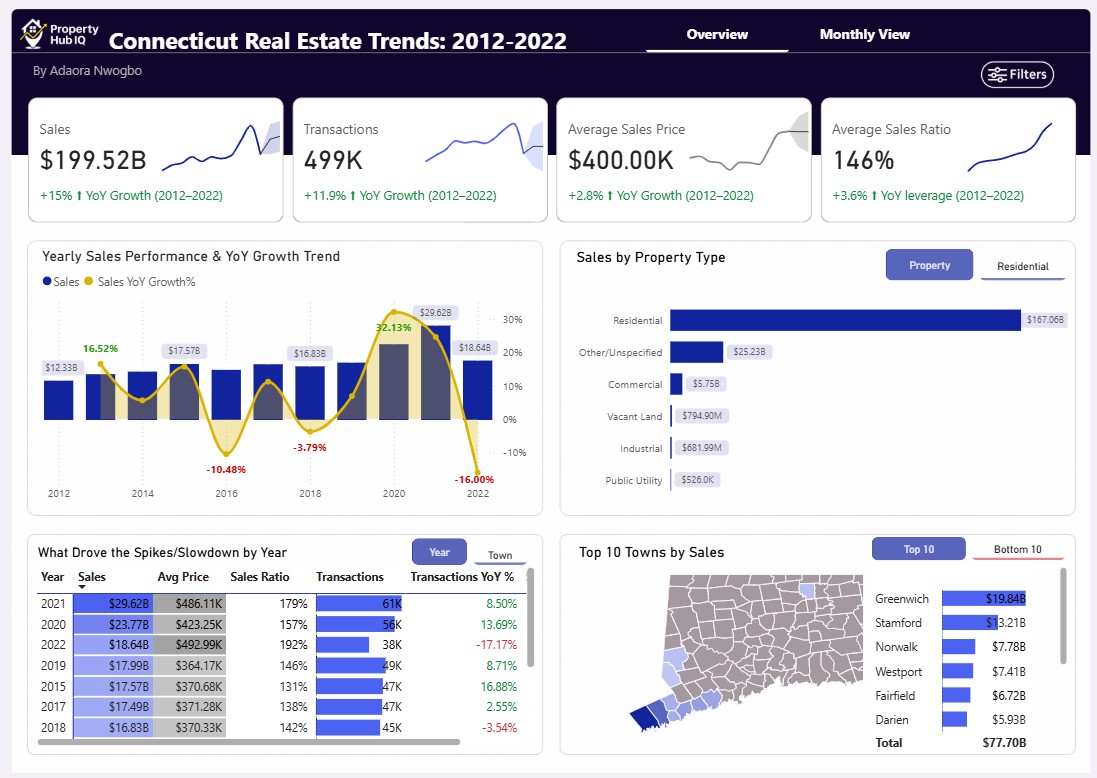 Property
Hub IQ
Connecticut Real Estate Trends: 2012-2022
Overview
Monthly View
By Adaora Nwogbo
Filters
Sales
$199.52B
+15% ⬆ YoY Growth (2012–2022)
Transactions
499K
+11.9% ⬆ YoY Growth (2012–2022)
Average Sales Price
$400.00K
+2.8% ⬆ YoY Growth (2012–2022)
Average Sales Ratio
146%
+3.6% ⬆ YoY leverage (2012–2022)
Yearly Sales Performance & YoY Growth Trend
Sales Sales YoY Growth%
$29.62B
30%
32.13%
16.52%
$17.57B
$16.83B
$18.64B
20%
$12.33B
10%
0%
-10%
-10.48%
-3.79%
-16.00%
2012 2014 2016 2018 2020 2022
Sales by Property Type
Property
Residential
Residential $167.06B
Other/Unspecified $25.23B
Commercial $5.75B
Vacant Land $794.90M
Industrial $681.99M
Public Utility $526.0K
What Drove the Spikes/Slowdown by Year
Year
Town
Year Sales Avg Price Sales Ratio Transactions Transactions YoY %
2021 $29.62B $486.11K 179% 61K 8.50%
2020 $23.77B $423.25K 157% 56K 13.69%
2022 $18.64B $492.99K 192% 38K -17.17%
2019 $17.99B $364.17K 146% 49K 8.71%
2015 $17.57B $370.68K 131% 47K 16.88%
2017 $17.49B $371.28K 138% 47K 2.55%
2018 $16.83B $370.33K 142% 45K -3.54%
Top 10 Towns by Sales
Top 10
Bottom 10
Greenwich $19.84B
Stamford $13.21B
Norwalk $7.78B
Westport $7.41B
Fairfield $6.72B
Darien $5.93B
Total $77.70B